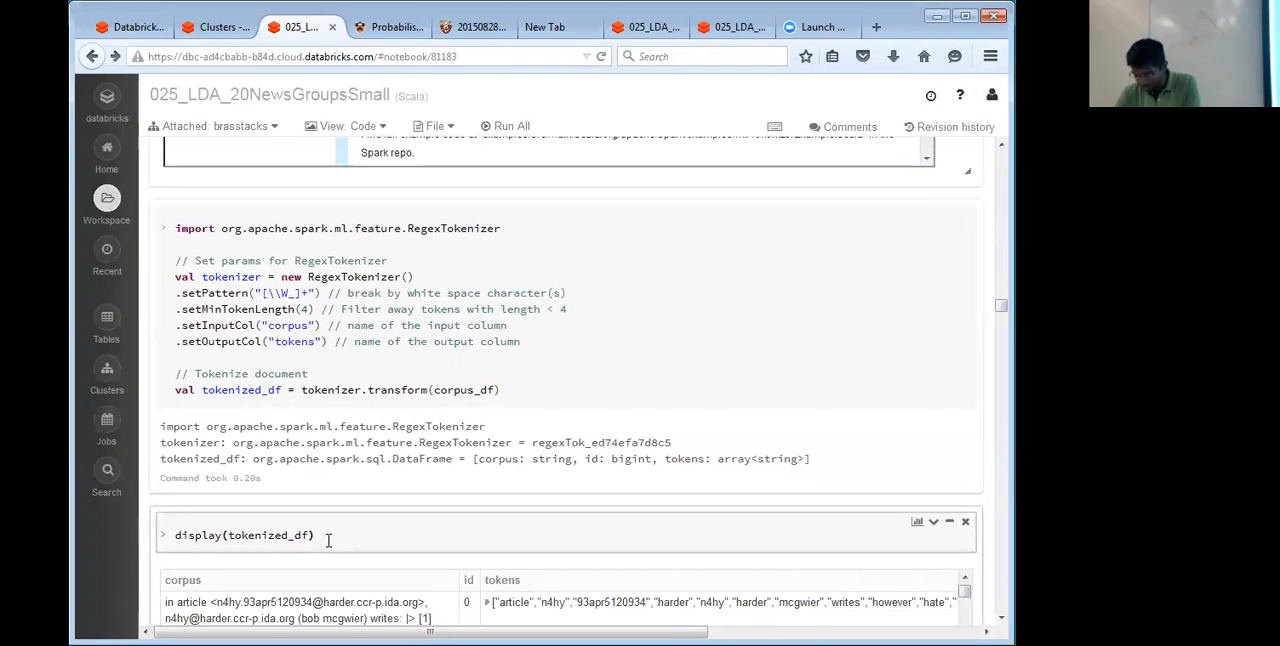 Databrick...
Clusters -...
025_L...
Probabilis...
20150828...
New Tab
025_LDA_...
025_LDA_...
Launch ...
https://dbc-ad4cbabb-b84d.cloud.databricks.com/#notebook/81183
Search
databricks
Home
Workspace
Recent
Tables
Clusters
Jobs
Search
025_LDA_20NewsGroupsSmall (Scala)
Attached: brasstacks
View: Code
File
Run All
Comments
Revision history
Spark repo.
> import org.apache.spark.ml.feature.RegexTokenizer
// Set params for RegexTokenizer
val tokenizer = new RegexTokenizer()
.setPattern("[\\W_]+") // break by white space character(s)
.setMinTokenLength(4) // Filter away tokens with length < 4
.setInputCol("corpus") // name of the input column
.setOutputCol("tokens") // name of the output column
// Tokenize document
val tokenized_df = tokenizer.transform(corpus_df)
import org.apache.spark.ml.feature.RegexTokenizer
tokenizer: org.apache.spark.ml.feature.RegexTokenizer = regexTok_ed74efa7d8c5
tokenized_df: org.apache.spark.sql.DataFrame = [corpus: string, id: bigint, tokens: array<string>]
Command took 0.20s
> display(tokenized_df)
corpus id tokens
in article <n4hy.93apr5120934@harder.ccr-p.ida.org>, 0 ["article","n4hy","93apr5120934","harder","n4hy","harder","mcgwier","writes","however","hate","
n4hy@harder.ccr-p.ida.org (bob mcgwier) writes: |> [1]